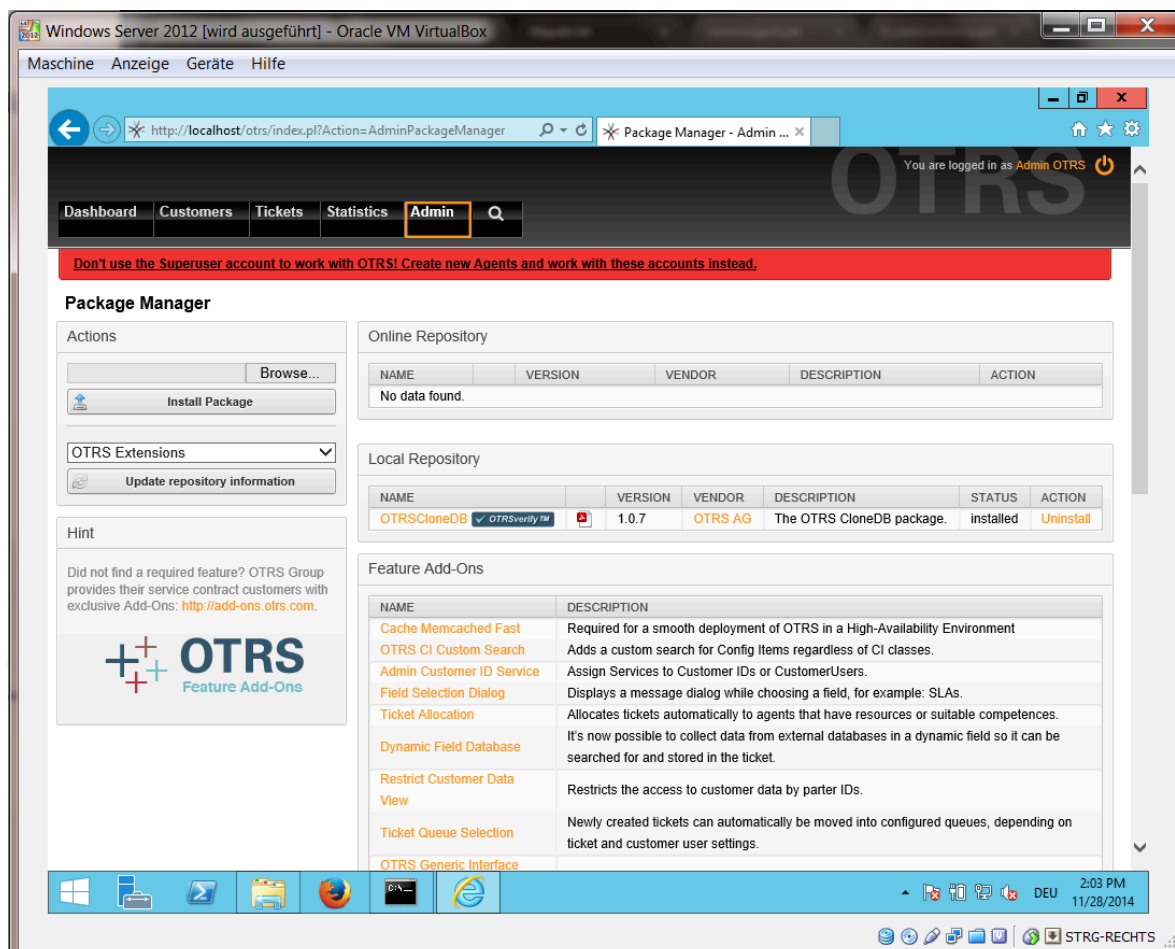 Windows Server 2012 [wird ausgeführt] - Oracle VM VirtualBox
Maschine Anzeige Geräte Hilfe
http://localhost/otrs/index.pl?Action=AdminPackageManager
Package Manager - Admin ...
OTRS
You are logged in as Admin OTRS
Dashboard Customers Tickets Statistics Admin
Don't use the Superuser account to work with OTRS! Create new Agents and work with these accounts instead.
Package Manager
Actions
Browse...
Install Package
OTRS Extensions
Update repository information
Hint
Did not find a required feature? OTRS Group
provides their service contract customers with
exclusive Add-Ons: http://add-ons.otrs.com.
OTRS
Feature Add-Ons
Online Repository
NAME VERSION VENDOR DESCRIPTION ACTION
No data found.
Local Repository
NAME VERSION VENDOR DESCRIPTION STATUS ACTION
OTRSCloneDB ✓ OTRSverify™ 1.0.7 OTRS AG The OTRS CloneDB package. installed Uninstall
Feature Add-Ons
NAME DESCRIPTION
Cache Memcached Fast Required for a smooth deployment of OTRS in a High-Availability Environment
OTRS CI Custom Search Adds a custom search for Config Items regardless of CI classes.
Admin Customer ID Service Assign Services to Customer IDs or CustomerUsers.
Field Selection Dialog Displays a message dialog while choosing a field, for example: SLAs.
Ticket Allocation Allocates tickets automatically to agents that have resources or suitable competences.
Dynamic Field Database It's now possible to collect data from external databases in a dynamic field so it can be
searched for and stored in the ticket.
Restrict Customer Data
View
Restricts the access to customer data by parter IDs.
Ticket Queue Selection Newly created tickets can automatically be moved into configured queues, depending on
ticket and customer user settings.
OTRS Generic Interface
DEU
2:03 PM
11/28/2014
STRG-RECHTS